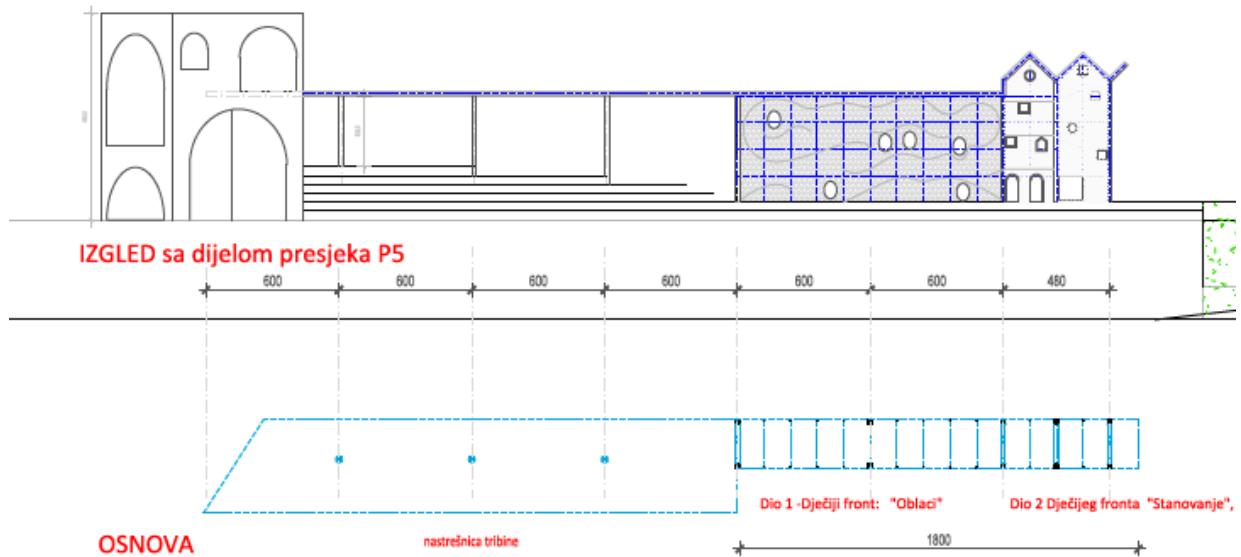 IZGLED sa dijelom presjeka P5
600 600 600 600 600 600 480
Dio 1 -Dječiji front: "Oblaci" Dio 2 Dječijeg fronta "Stanovanje",
OSNOVA
nastrešnica tribine
1800